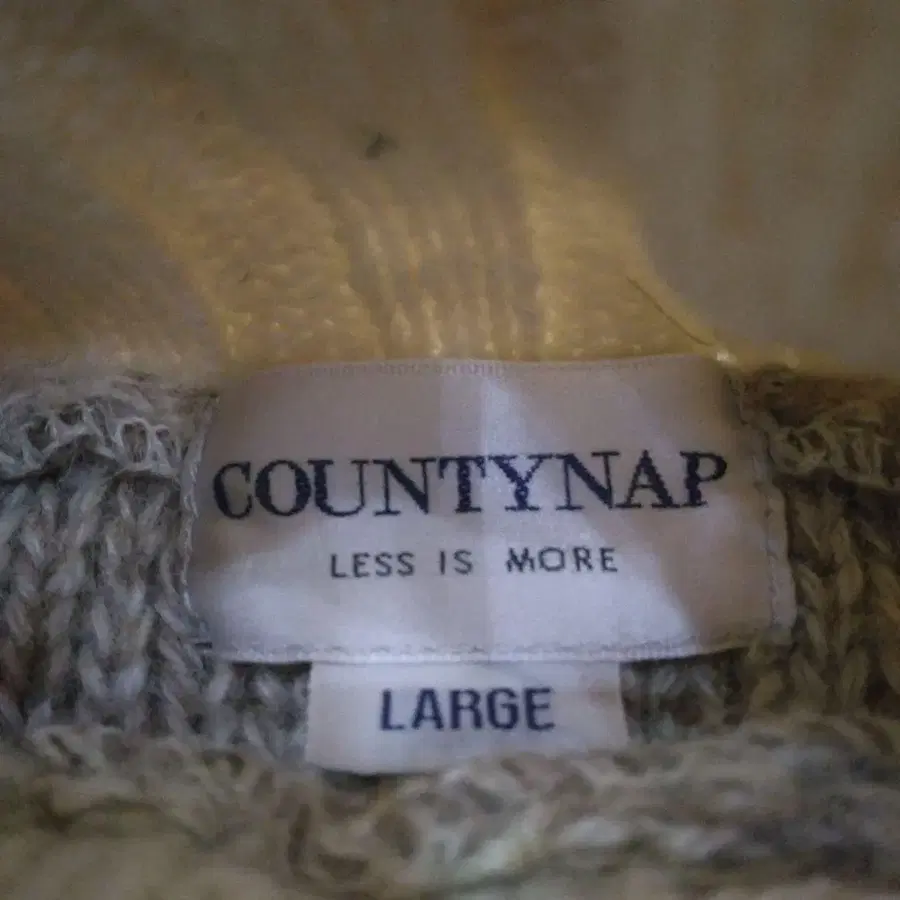 COUNTYNAP
LESS IS MORE
LARGE